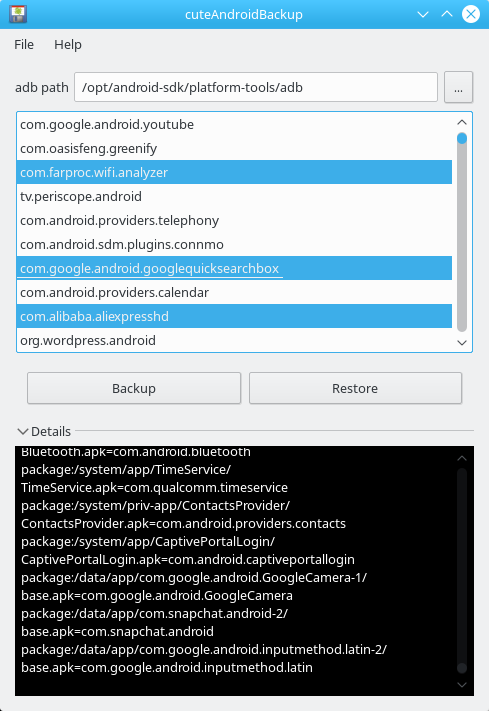 cuteAndroidBackup
File Help
adb path /opt/android-sdk/platform-tools/adb ...
com.google.android.youtube
com.oasisfeng.greenify
com.farproc.wifi.analyzer
tv.periscope.android
com.android.providers.telephony
com.android.sdm.plugins.connmo
com.google.android.googlequicksearchbox
com.android.providers.calendar
com.alibaba.aliexpresshd
org.wordpress.android
Backup Restore
Details
Bluetooth.apk=com.android.bluetooth
package:/system/app/TimeService/
TimeService.apk=com.qualcomm.timeservice
package:/system/priv-app/ContactsProvider/
ContactsProvider.apk=com.android.providers.contacts
package:/system/app/CaptivePortalLogin/
CaptivePortalLogin.apk=com.android.captiveportallogin
package:/data/app/com.google.android.GoogleCamera-1/
base.apk=com.google.android.GoogleCamera
package:/data/app/com.snapchat.android-2/
base.apk=com.snapchat.android
package:/data/app/com.google.android.inputmethod.latin-2/
base.apk=com.google.android.inputmethod.latin